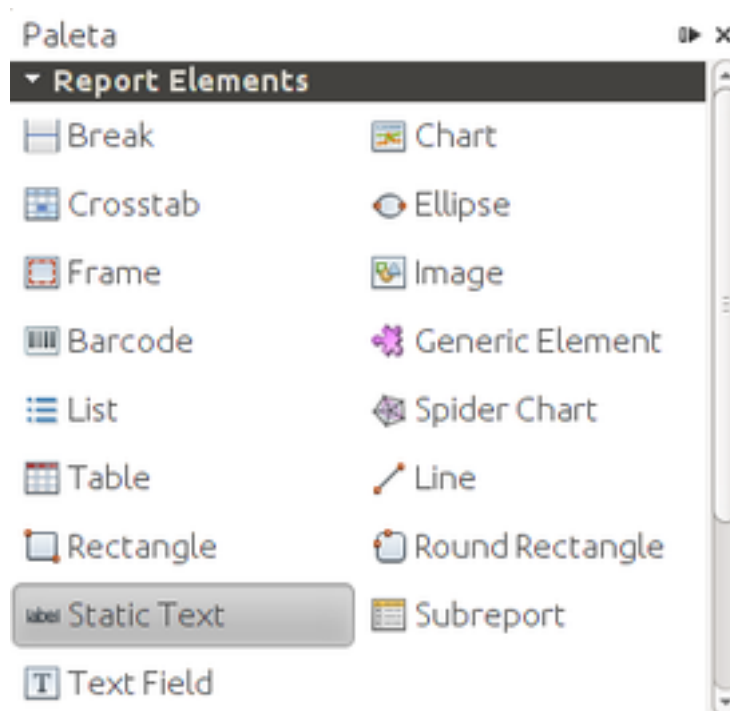 Paleta
Report Elements
Break Chart
Crosstab Ellipse
Frame Image
Barcode Generic Element
List Spider Chart
Table Line
Rectangle Round Rectangle
label Static Text Subreport
T Text Field